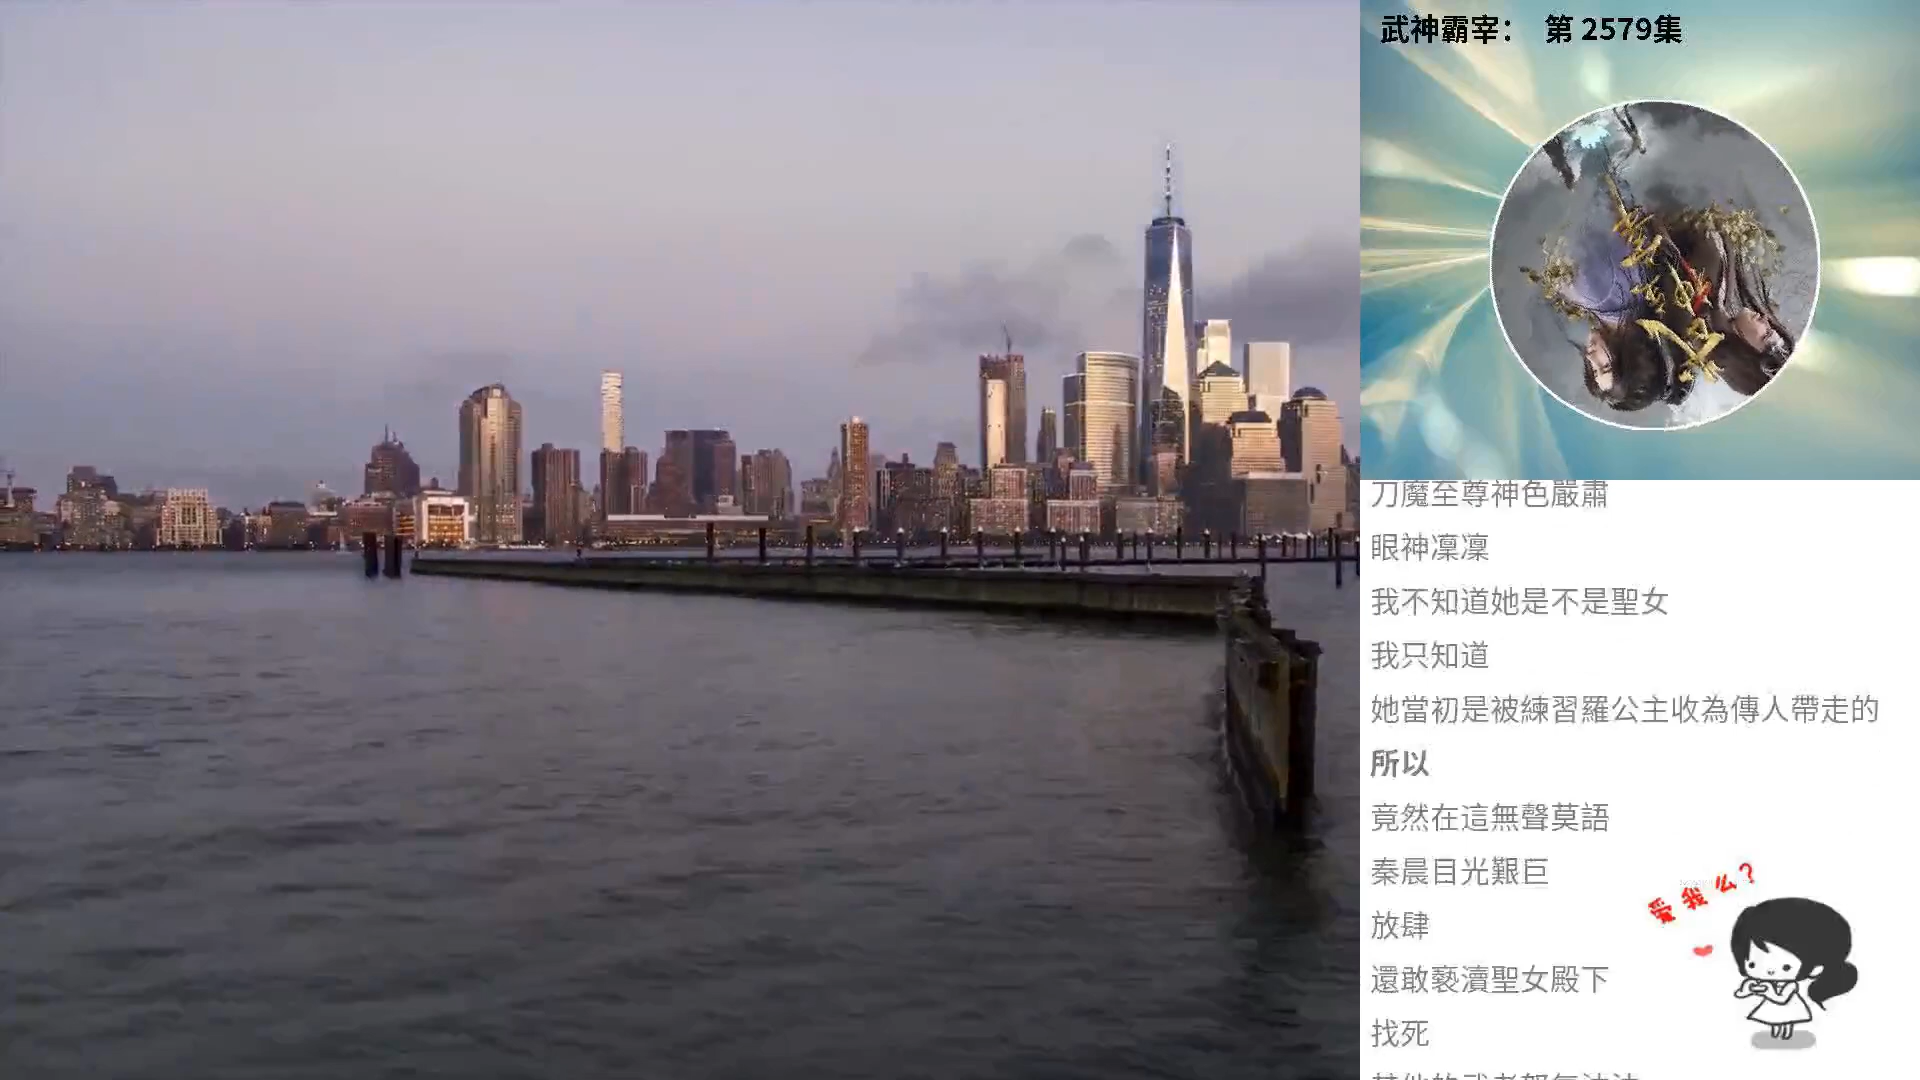 武神霸宰： 第 2579集
刀魔至尊神色嚴肅
眼神凜凜
我不知道她是不是聖女
我只知道
她當初是被練習羅公主收為傳人帶走的
所以
竟然在這無聲莫語
秦晨目光艱巨
放肆
還敢褻瀆聖女殿下
愛我么？
找死